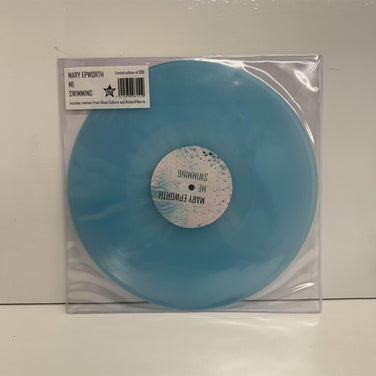 MARY EPWORTH
ME
SWIMMING
Limited edition of 300
Includes remixes from Ghost Culture and Richard Norris
MARY EPWORTH
ME
SWIMMING